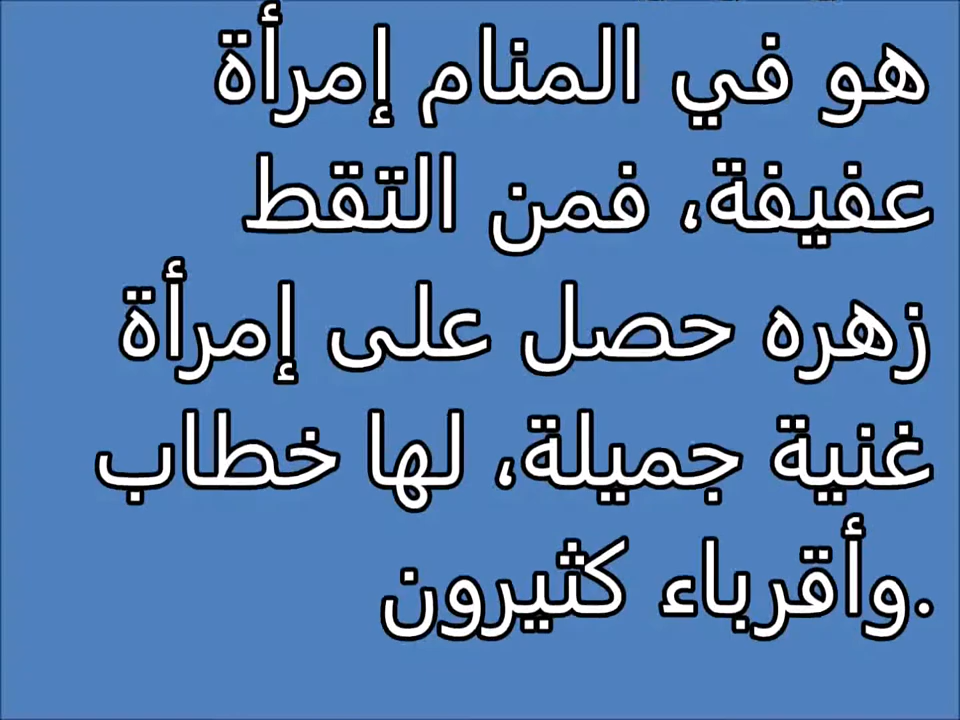 هو في المنام إمرأة
عفيفة، فمن التقط
زهره حصل على إمرأة
غنية جميلة، لها خطاب
وأقرباء كثيرون.